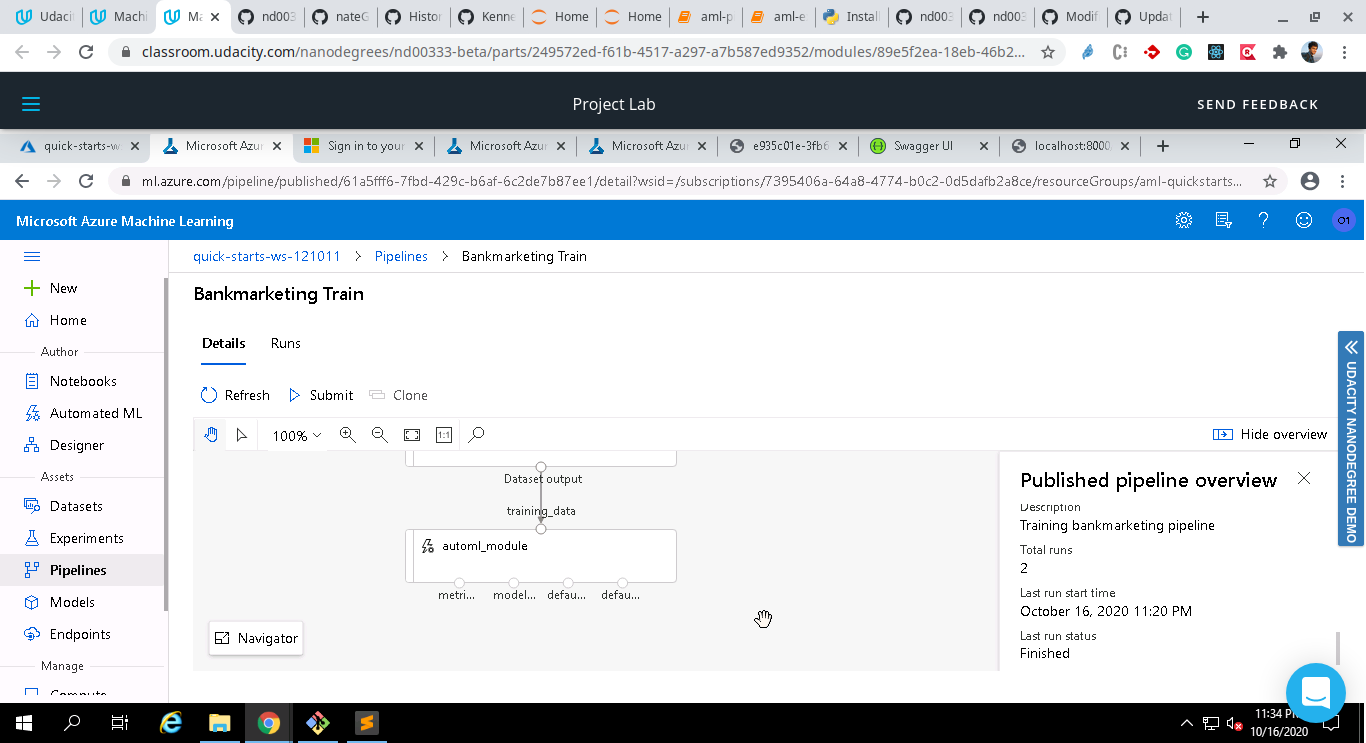 Udaci
Machi
Ma
nd003
nateG
Histor
Kenne
Home
Home
aml-p
aml-e
Install
nd003
nd003
Modif
Updat
classroom.udacity.com/nanodegrees/nd00333-beta/parts/249572ed-f61b-4517-a297-a7b587ed9352/modules/89e5f2ea-18eb-46b2...
Project Lab
SEND FEEDBACK
quick-starts-w
Microsoft Azur
Sign in to your
Microsoft Azur
Microsoft Azur
e935c01e-3fb6
Swagger UI
localhost:8000
ml.azure.com/pipeline/published/61a5fff6-7fbd-429c-b6af-6c2de7b87ee1/detail?wsid=/subscriptions/7395406a-64a8-4774-b0c2-0d5dafb2a8ce/resourceGroups/aml-quickstarts...
Microsoft Azure Machine Learning
O1
quick-starts-ws-121011 > Pipelines > Bankmarketing Train
New
Home
Author
Notebooks
Automated ML
Designer
Assets
Datasets
Experiments
Pipelines
Models
Endpoints
Manage
Compute
Bankmarketing Train
Details
Runs
Refresh
Submit
Clone
100%
1:1
Hide overview
Dataset output
training_data
automl_module
metri...
model...
defau...
defau...
Navigator
Published pipeline overview
Description
Training bankmarketing pipeline
Total runs
2
Last run start time
October 16, 2020 11:20 PM
Last run status
Finished
UDACITY NANODEGREE DEMO
11:34 P
10/16/2020